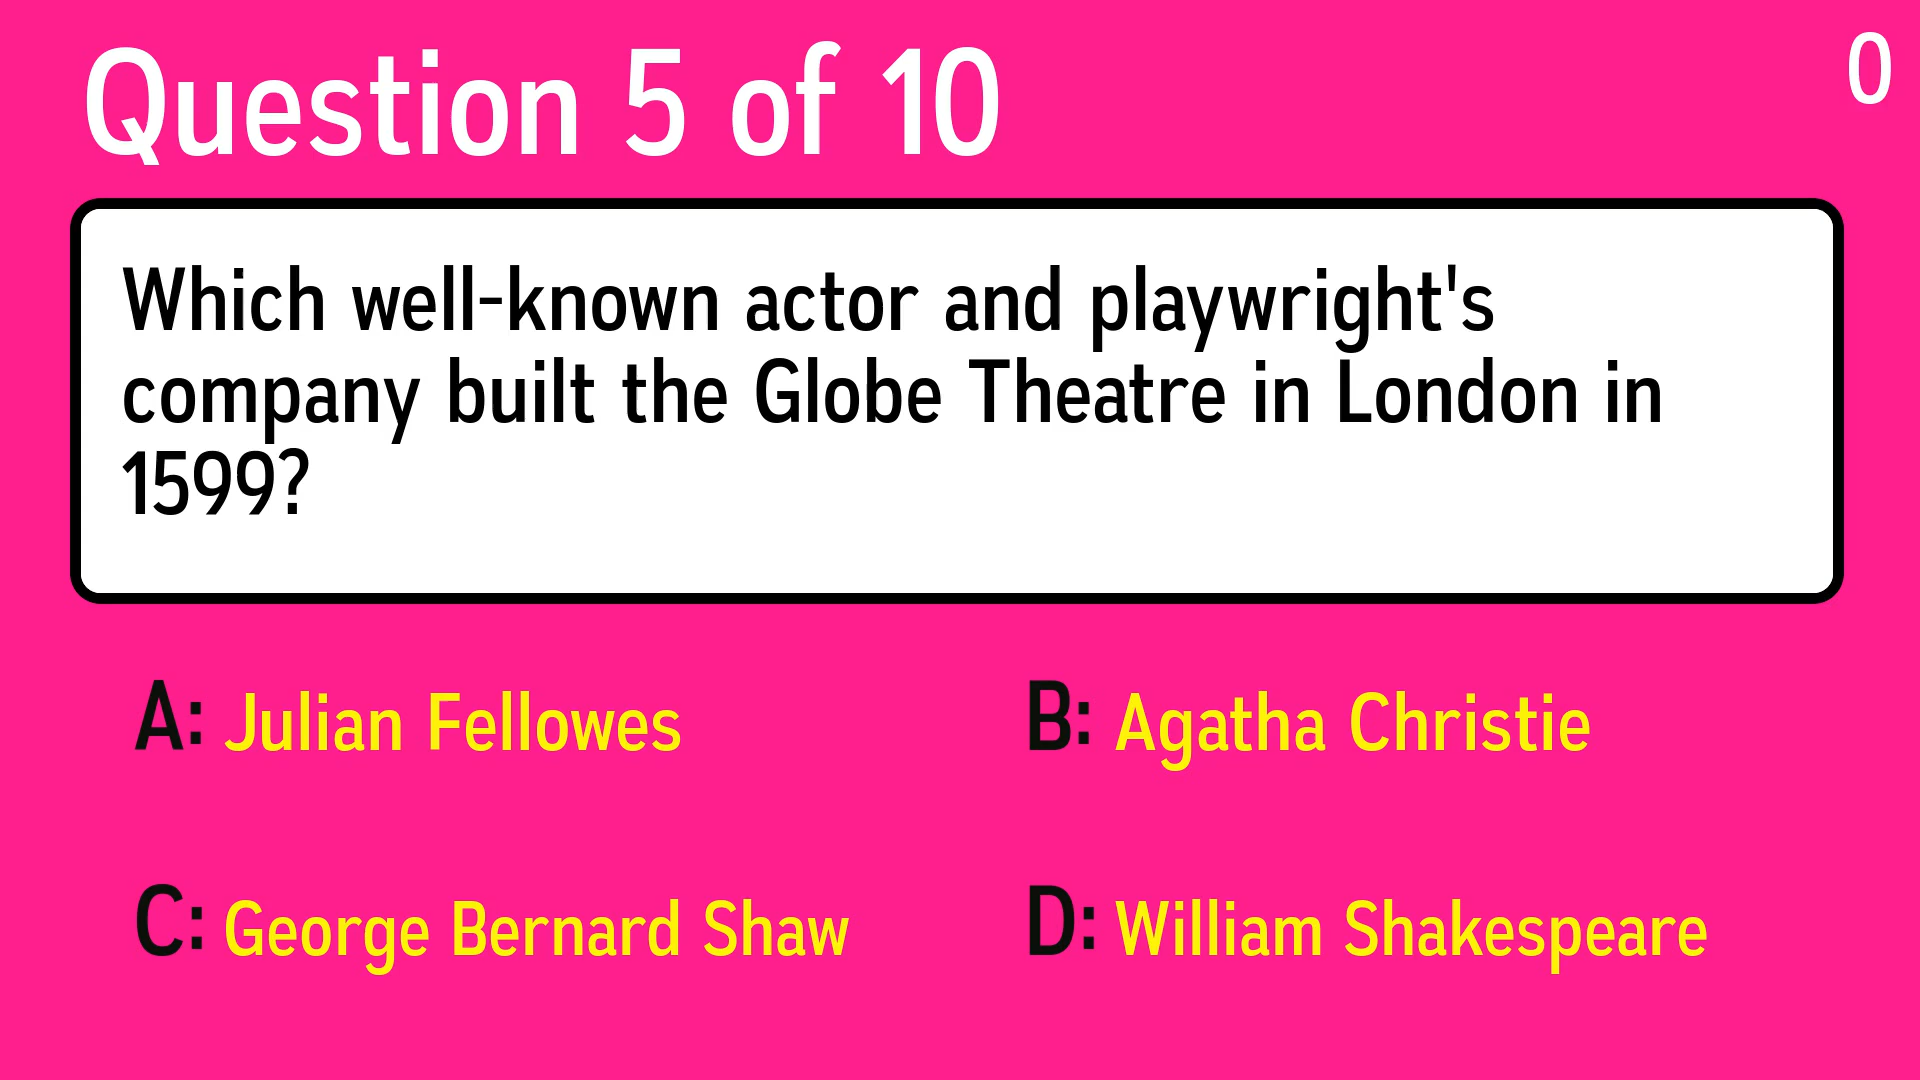 Question 5 of 10
0
Which well-known actor and playwright's
company built the Globe Theatre in London in
1599?
A: Julian Fellowes
B: Agatha Christie
C: George Bernard Shaw
D: William Shakespeare